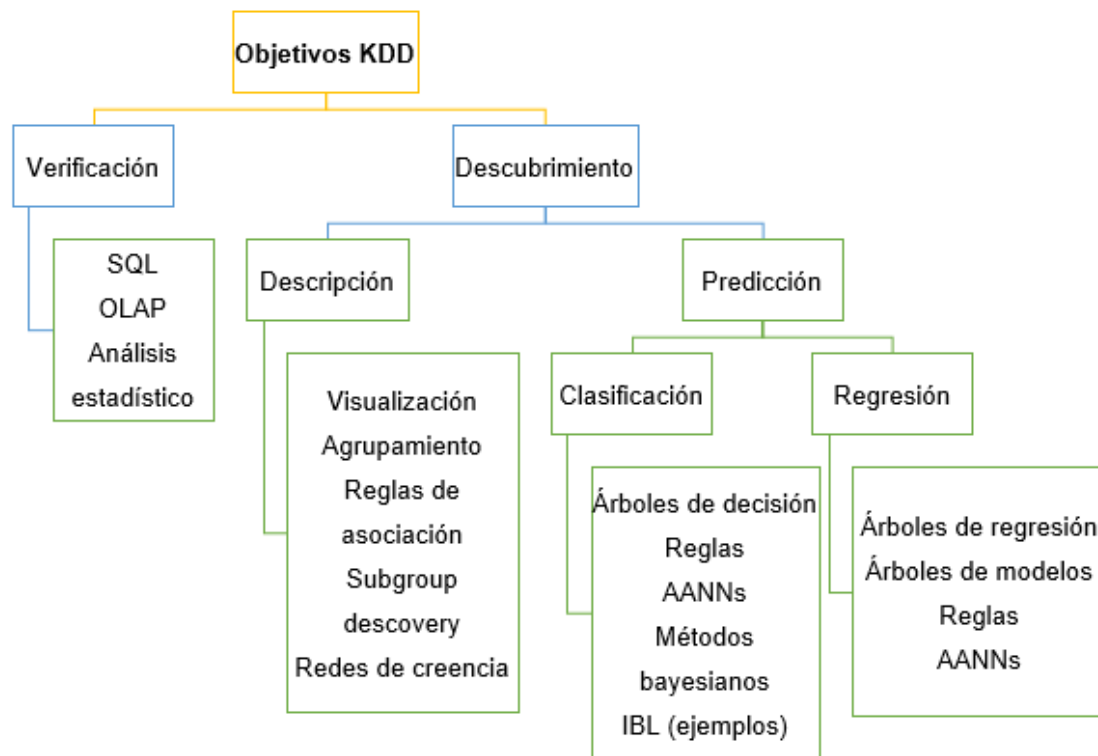 Objetivos KDD
Verificación
Descubrimiento
SQL
OLAP
Análisis
estadístico
Descripción
Predicción
Visualización
Agrupamiento
Reglas de
asociación
Subgroup
descovery
Redes de creencia
Clasificación
Regresión
Árboles de decisión
Reglas
AANNs
Métodos
bayesianos
IBL (ejemplos)
Árboles de regresión
Árboles de modelos
Reglas
AANNs